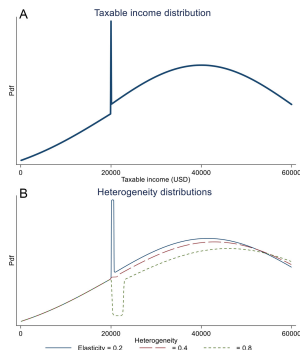 A
Taxable income distribution
Pdf
0 20000 40000 60000
Taxable income (USD)
B
Heterogeneity distributions
Pdf
0 20000 40000 60000
Heterogeneity
Elasticity = 0.2 = 0.4 = 0.8